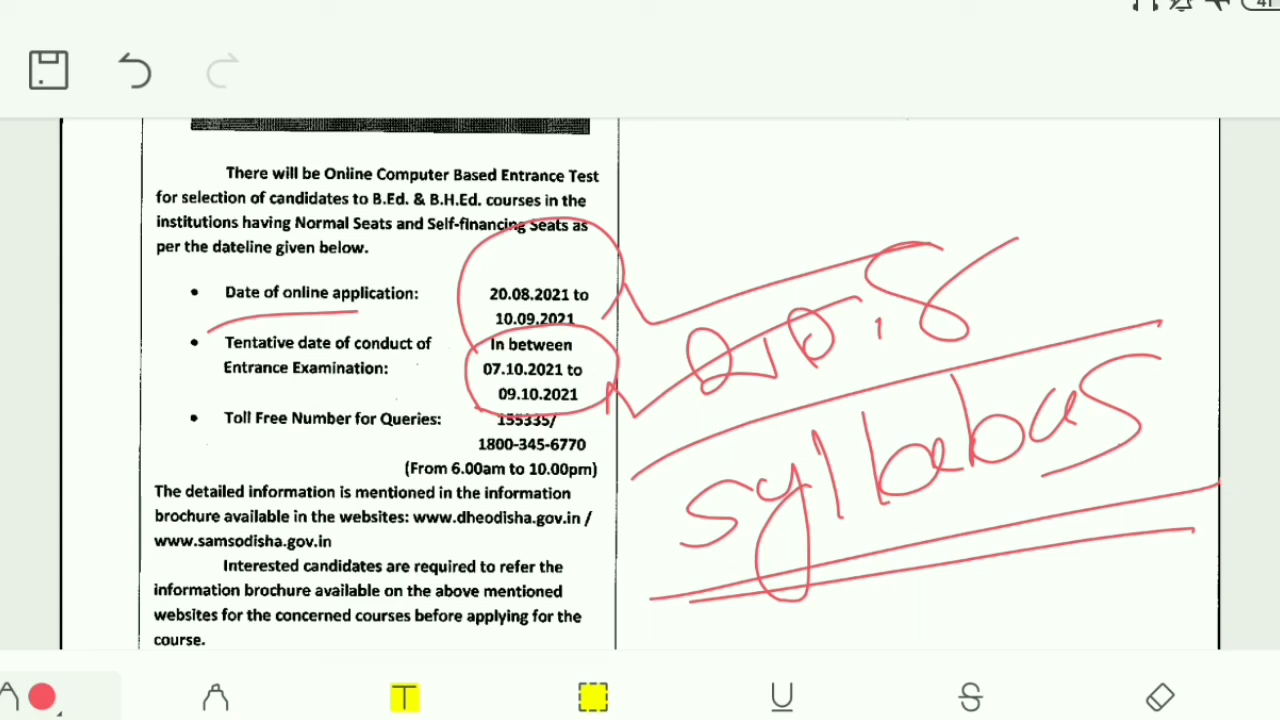 There will be Online Computer Based Entrance Test
for selection of candidates to B.Ed. & B.H.Ed. courses in the
institutions having Normal Seats and Self-financing Seats as
per the dateline given below.
• Date of online application: 20.08.2021 to
10.09.2021
• Tentative date of conduct of In between
Entrance Examination: 07.10.2021 to
09.10.2021
• Toll Free Number for Queries: 155335/
1800-345-6770
(From 6.00am to 10.00pm)
The detailed information is mentioned in the information
brochure available in the websites: www.dheodisha.gov.in /
www.samsodisha.gov.in
Interested candidates are required to refer the
information brochure available on the above mentioned
websites for the concerned courses before applying for the
course.
syllbebas
T
U
S